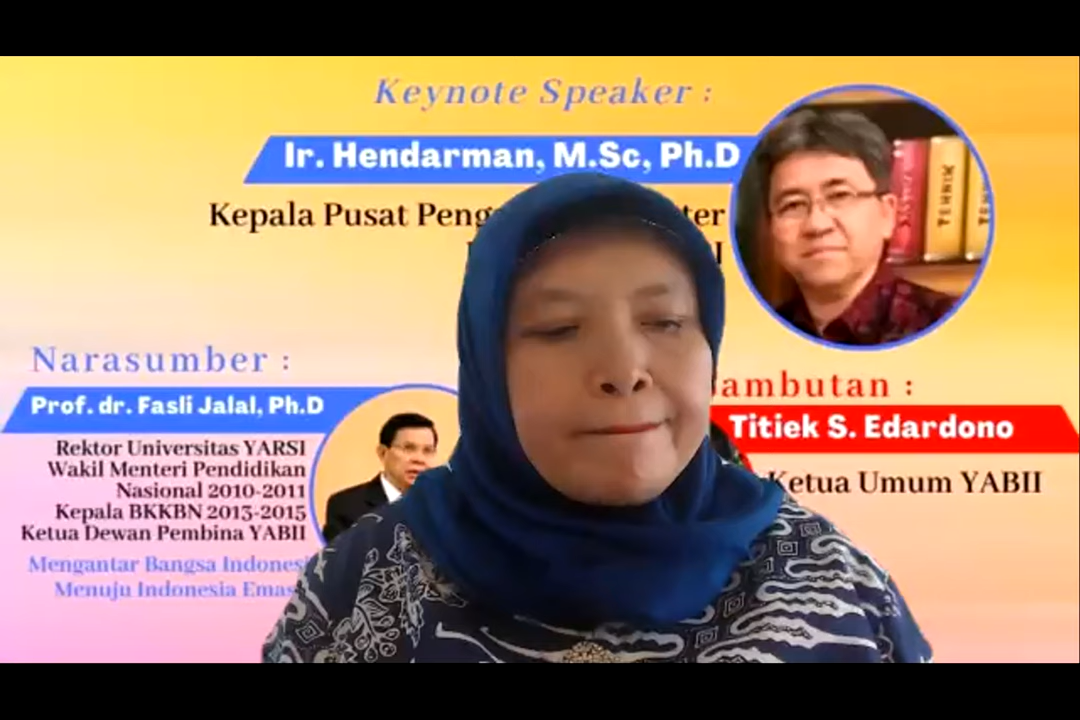 Keynote Speaker :
Ir. Hendarman, M.Sc, Ph.D
Kepala Pusat
TEHNIK
Narasumber :
Prof. dr. Fasli Jalal, Ph.D
Rektor Universitas YARSI
Wakil Menteri Pendidikan
Nasional 2010-2011
Kepala BKKBN 2013-2015
Ketua Dewan Pembina YABII
Mengantar Bangsa
Menuju Indonesia Emas
Titiek S. Edardono
Ketua Umum YABII